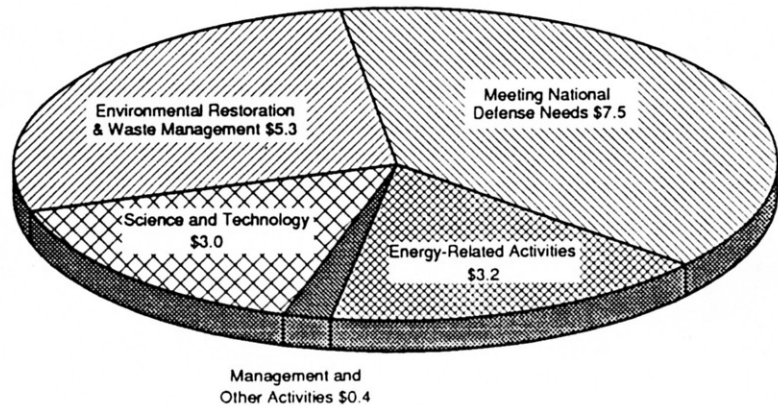 Environmental Restoration
& Waste Management $5.3
Meeting National
Defense Needs $7.5
Science and Technology
$3.0
Energy-Related Activities
$3.2
Management and
Other Activities $0.4